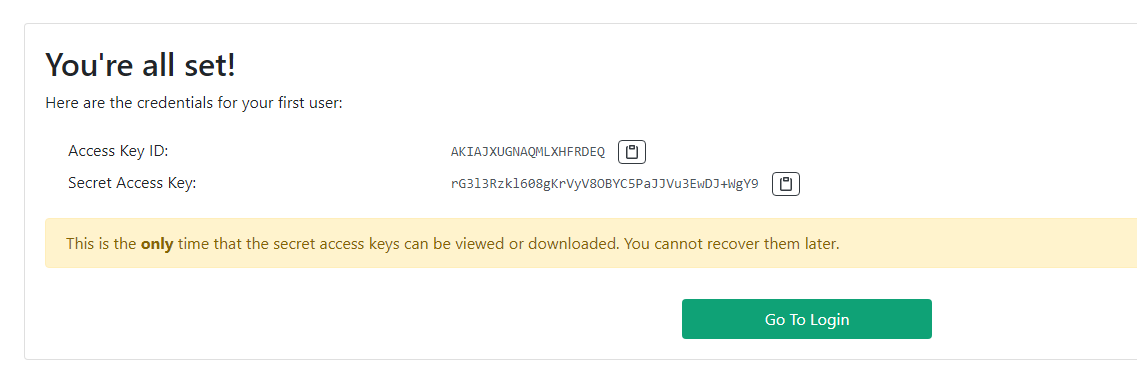 You're all set!
Here are the credentials for your first user:
Access Key ID: AKIAJXUGNAQMLXHFRDEQ
Secret Access Key: rG3l3Rzkl608gKrVyV8OBYC5PaJJVu3EwDJ+WgY9
This is the only time that the secret access keys can be viewed or downloaded. You cannot recover them later.
Go To Login